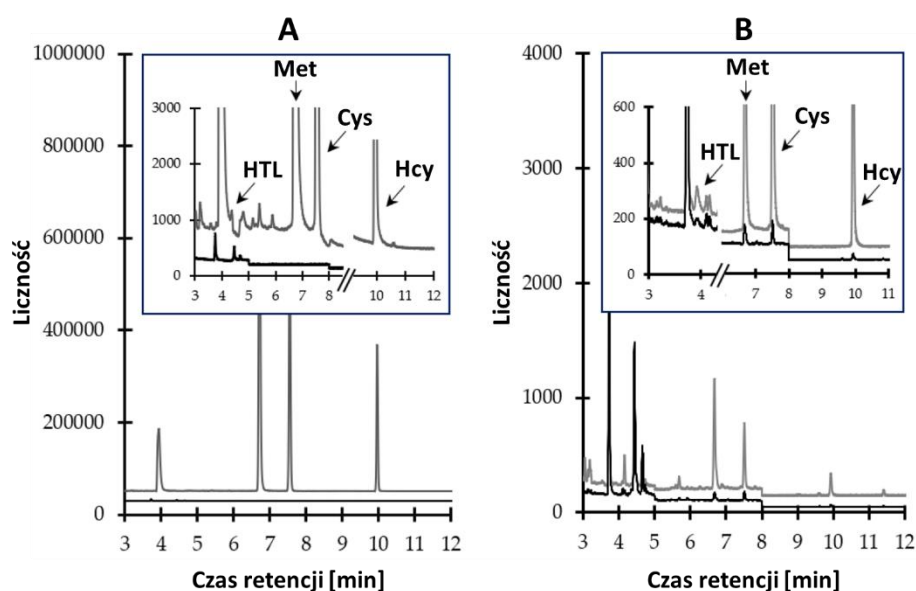 A
B
1000000
800000
600000
400000
200000
0
3 4 5 6 7 8 9 10 11 12
Liczność
Czas retencji [min]
Met
Cys
HTL
Hcy
3000
2000
1000
0
3 4 5 6 7 8 10 11 12
4000
3000
2000
1000
0
3 4 5 6 7 8 9 10 11 12
Liczność
Czas retencji [min]
Met
Cys
HTL
Hcy
600
400
200
0
3 4 7 8 9 10 11